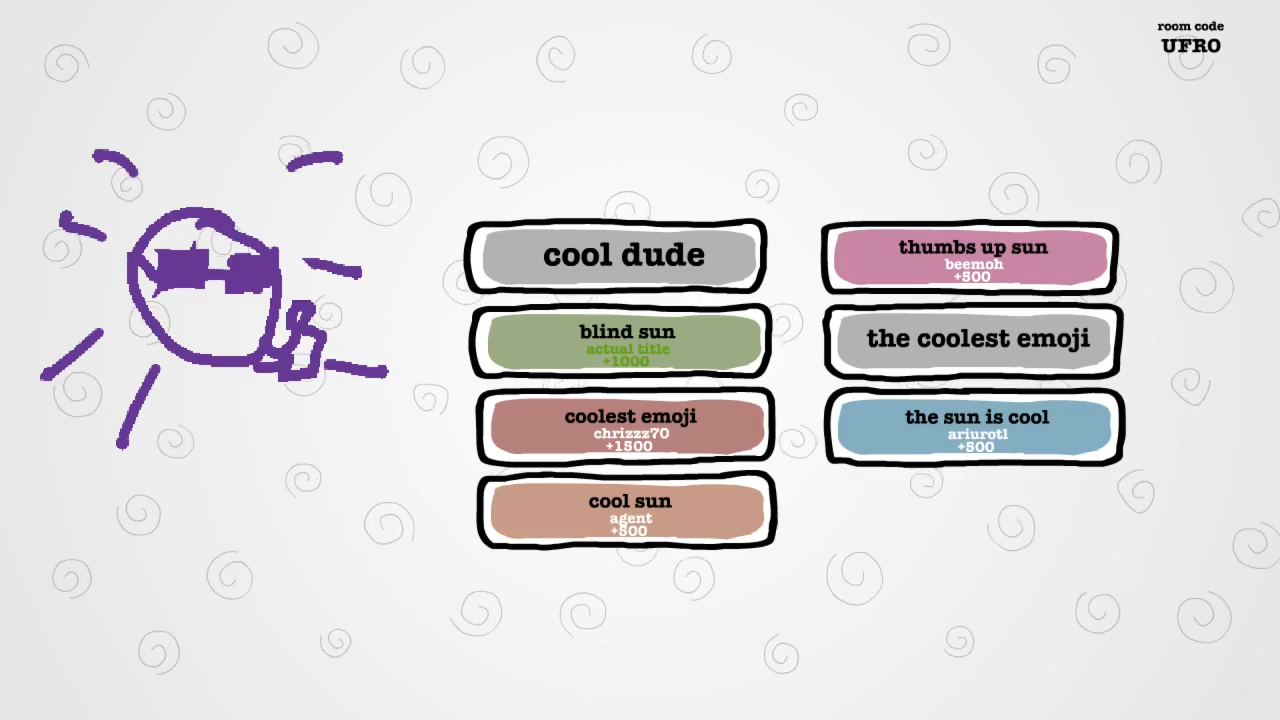 room code
UFRO
cool dude
blind sun
actual title
+1000
coolest emoji
chrizzz70
+1500
cool sun
agent
+500
thumbs up sun
beemoh
+500
the coolest emoji
the sun is cool
ariurotl
+500